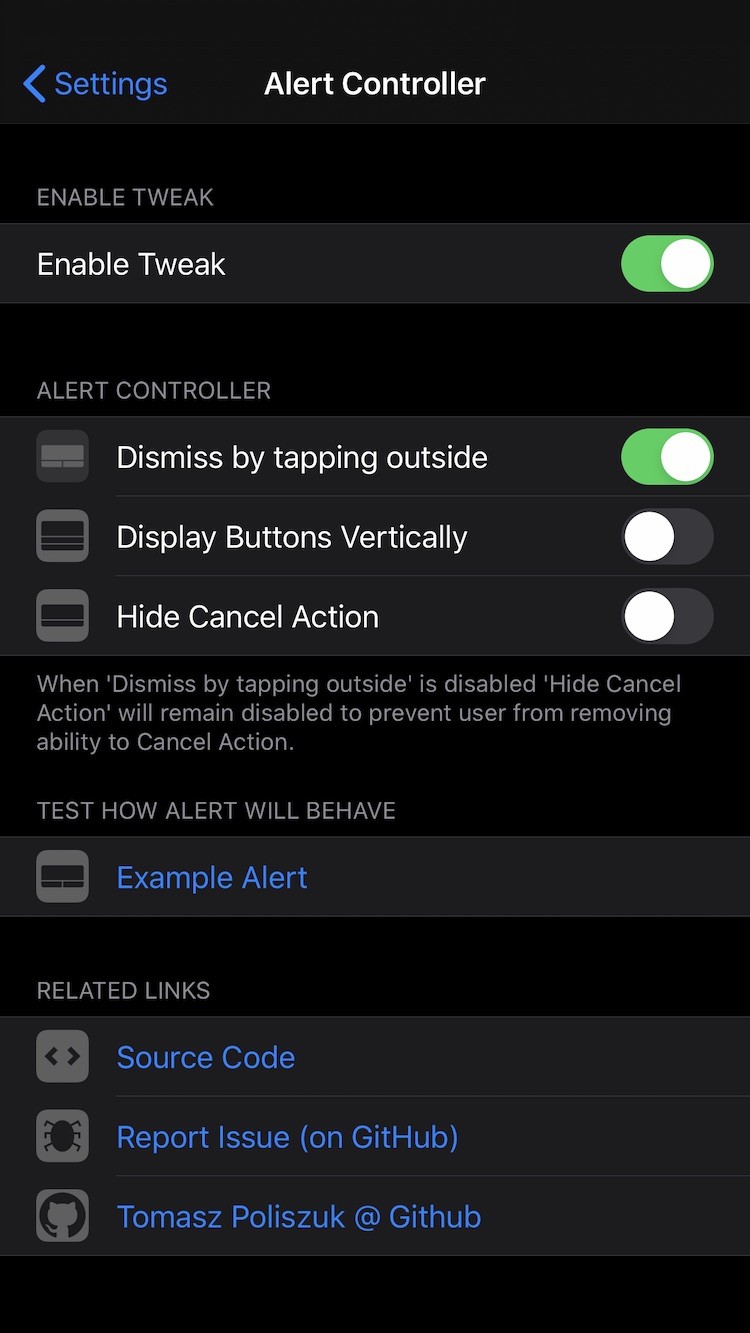 Settings
Alert Controller
ENABLE TWEAK
Enable Tweak
ALERT CONTROLLER
Dismiss by tapping outside
Display Buttons Vertically
Hide Cancel Action
When 'Dismiss by tapping outside' is disabled 'Hide Cancel
Action' will remain disabled to prevent user from removing
ability to Cancel Action.
TEST HOW ALERT WILL BEHAVE
Example Alert
RELATED LINKS
Source Code
Report Issue (on GitHub)
Tomasz Poliszuk @ Github